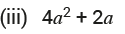 (iii) 4a² + 2a